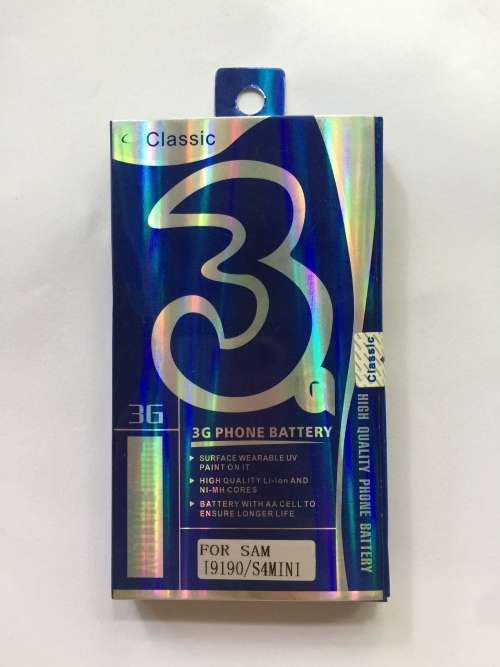 Classic
3G
3G PHONE BATTERY
SURFACE WEARABLE UV
PAINT ON IT
HIGH QUALITY Li-ion AND
NI-MH CORES
BATTERY WITH AA CELL TO
ENSURE LONGER LIFE
FOR SAM
I9190/S4MINI
Classic
HIGH QUALITY PHONE BATTERY